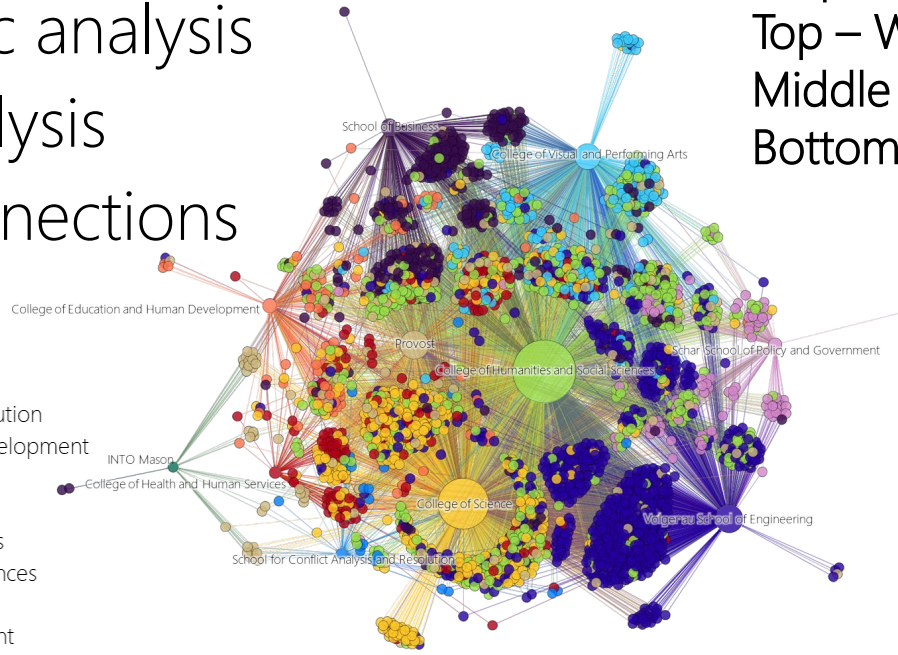 c analysis
lysis
nnections
Top – W
Middle
Bottom
School of Business
College of Visual and Performing Arts
College of Education and Human Development
Provost
Schar School of Policy and Government
College of Humanities and Social Sciences
ution
elopment
INTO Mason
College of Health and Human Services
College of Science
Volgenau School of Engineering
s
nces
School for Conflict Analysis and Resolution
nt